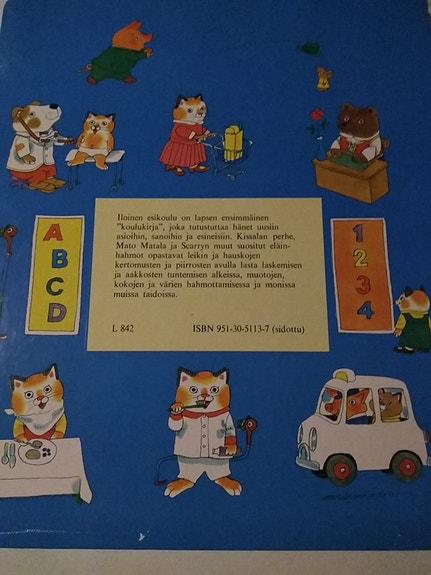 Iloinen esikoulu on lapsen ensimmäinen
"koulukirja", joka tutustuttaa hänet uusiin
asioihin, sanoihin ja esineisiin. Kissalan perhe,
Mato Matala ja Scarryn muut suositut eläin-
hahmot opastavat leikin ja hauskojen
kertomusten ja piirrosten avulla lasta laskemisen
ja aakkosten tuntemisen alkeissa, muotojen,
kokojen ja värien hahmottamisessa ja monissa
muissa taidoissa.
L 842 ISBN 951-30-5113-7 (sidottu)
A
B
C
D
1
2
3
4